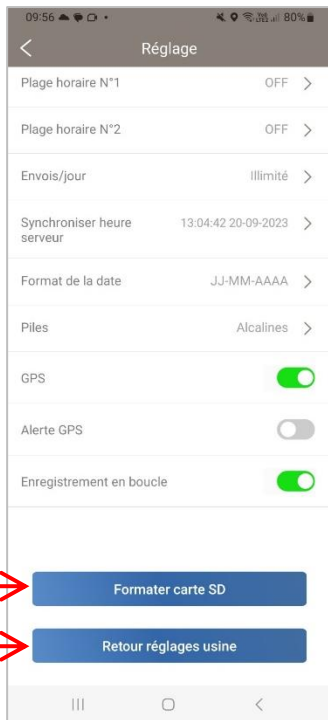 09:56 80%
Réglage
Plage horaire N°1 OFF
Plage horaire N°2 OFF
Envois/jour Illimité
Synchroniser heure 13:04:42 20-09-2023
serveur
Format de la date JJ-MM-AAAA
Piles Alcalines
GPS
Alerte GPS
Enregistrement en boucle
Formater carte SD
Retour réglages usine